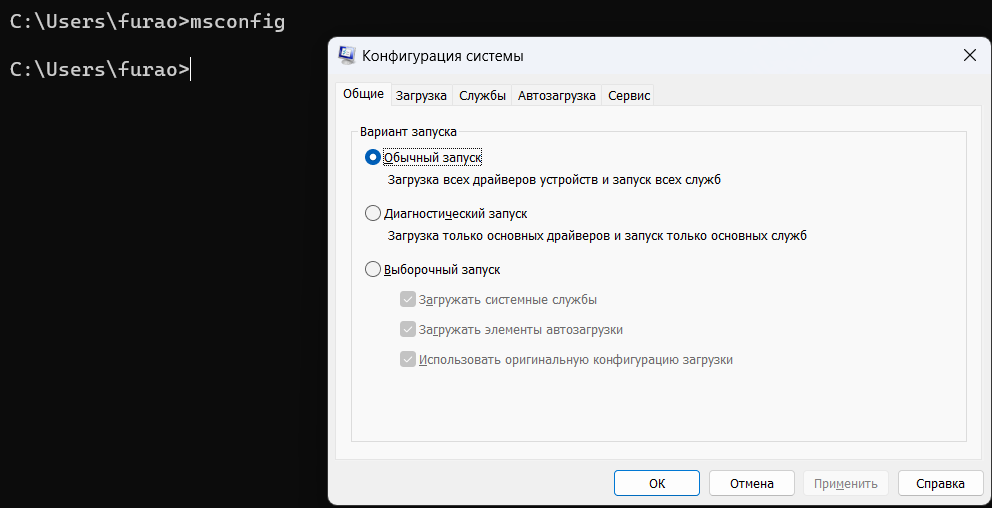 C:\Users\furao>msconfig
C:\Users\furao>
Конфигурация системы
Общие Загрузка Службы Автозагрузка Сервис
Вариант запуска
Обычный запуск
Загрузка всех драйверов устройств и запуск всех служб
Диагностический запуск
Загрузка только основных драйверов и запуск только основных служб
Выборочный запуск
Загружать системные службы
Загружать элементы автозагрузки
Использовать оригинальную конфигурацию загрузки
ОК Отмена Применить Справка